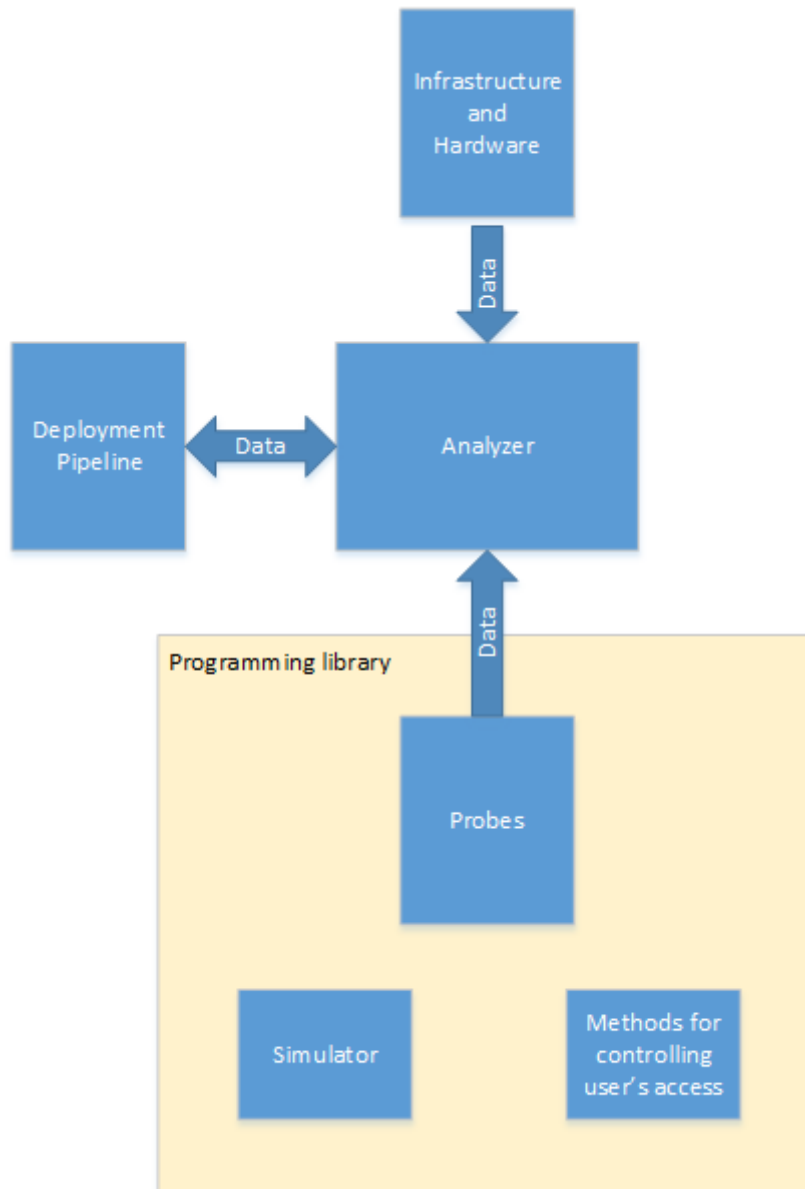 Infrastructure
and
Hardware
Data
Deployment
Pipeline
Data
Analyzer
Data
Programming library
Probes
Simulator
Methods for
controlling
user’s access